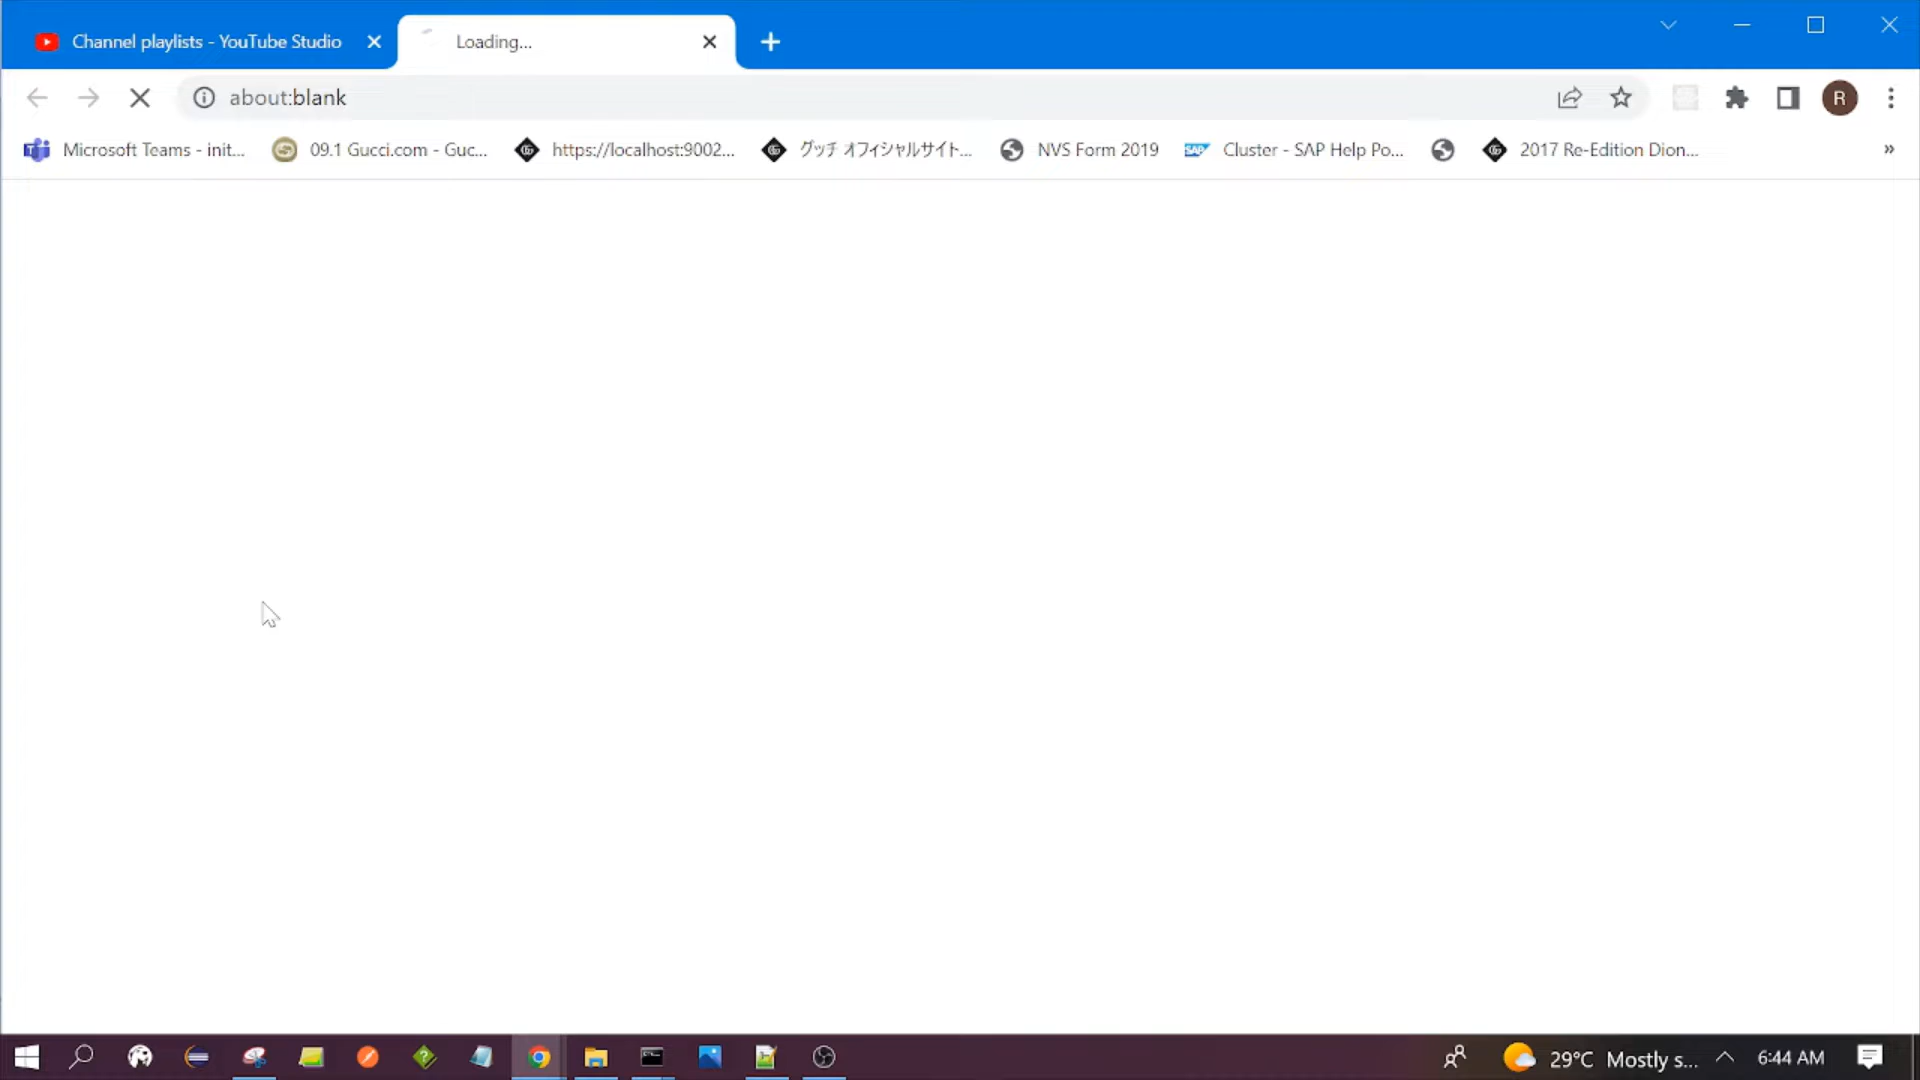 Channel playlists - YouTube Studio
Loading...
about:blank
R
Microsoft Teams - init...
09.1 Gucci.com - Guc...
https://localhost:9002...
グッチ オフィシャルサイト...
NVS Form 2019
SAP
Cluster - SAP Help Po...
2017 Re-Edition Dion...
»
29°C Mostly s...
6:44 AM